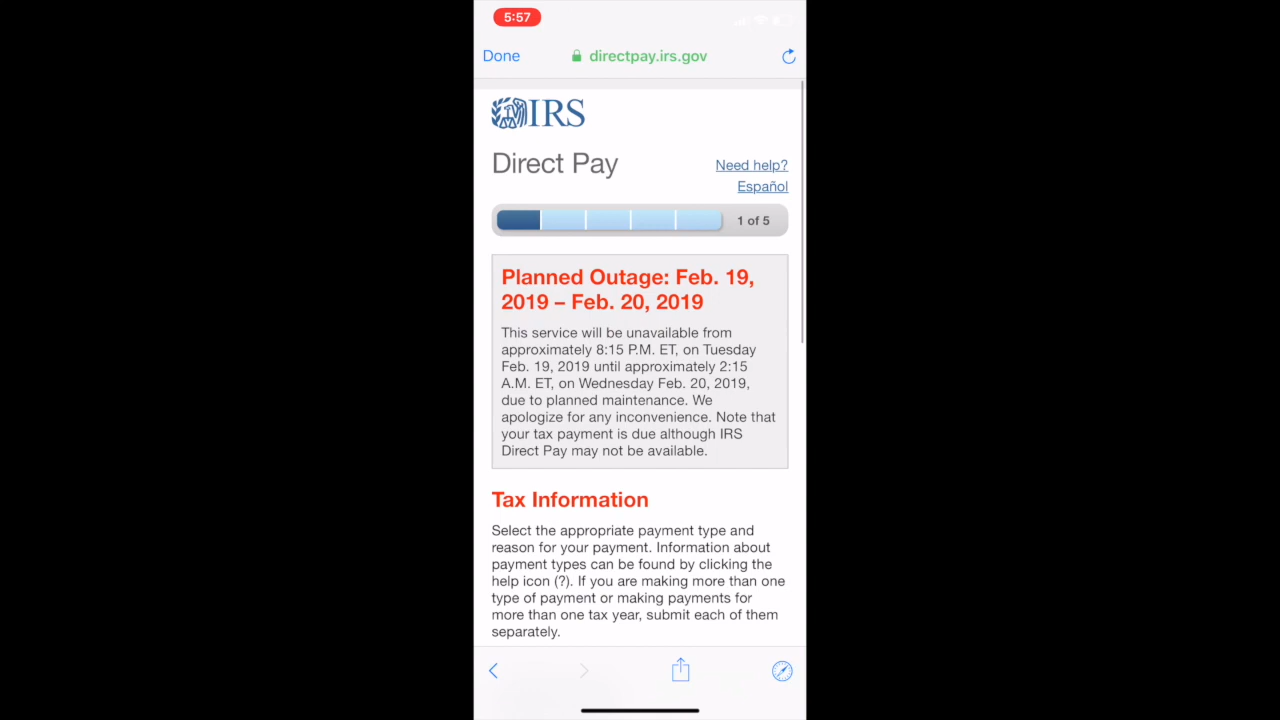 5:57
Done
directpay.irs.gov
IRS
Direct Pay
Need help?
Español
1 of 5
Planned Outage: Feb. 19,
2019 – Feb. 20, 2019
This service will be unavailable from
approximately 8:15 P.M. ET, on Tuesday
Feb. 19, 2019 until approximately 2:15
A.M. ET, on Wednesday Feb. 20, 2019,
due to planned maintenance. We
apologize for any inconvenience. Note that
your tax payment is due although IRS
Direct Pay may not be available.
Tax Information
Select the appropriate payment type and
reason for your payment. Information about
payment types can be found by clicking the
help icon (?). If you are making more than one
type of payment or making payments for
more than one tax year, submit each of them
separately.